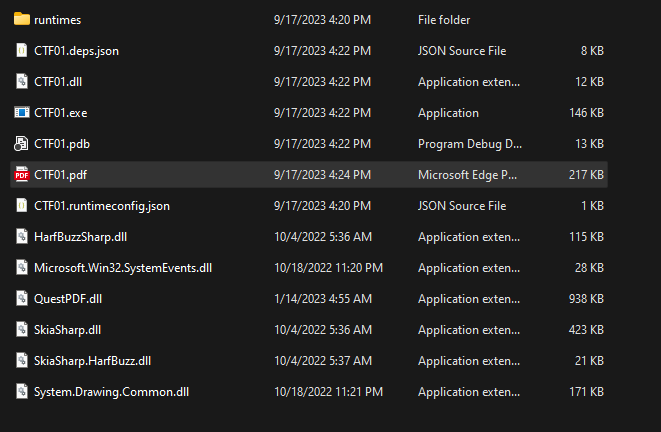 runtimes 9/17/2023 4:20 PM File folder
CTF01.deps.json 9/17/2023 4:22 PM JSON Source File 8 KB
CTF01.dll 9/17/2023 4:22 PM Application exten... 12 KB
CTF01.exe 9/17/2023 4:22 PM Application 146 KB
CTF01.pdb 9/17/2023 4:22 PM Program Debug D... 13 KB
PDF CTF01.pdf 9/17/2023 4:24 PM Microsoft Edge P... 217 KB
CTF01.runtimeconfig.json 9/17/2023 4:20 PM JSON Source File 1 KB
HarfBuzzSharp.dll 10/4/2022 5:36 AM Application exten... 115 KB
Microsoft.Win32.SystemEvents.dll 10/18/2022 11:20 PM Application exten... 28 KB
QuestPDF.dll 1/14/2023 4:55 AM Application exten... 938 KB
SkiaSharp.dll 10/4/2022 5:36 AM Application exten... 423 KB
SkiaSharp.HarfBuzz.dll 10/4/2022 5:37 AM Application exten... 21 KB
System.Drawing.Common.dll 10/18/2022 11:21 PM Application exten... 171 KB